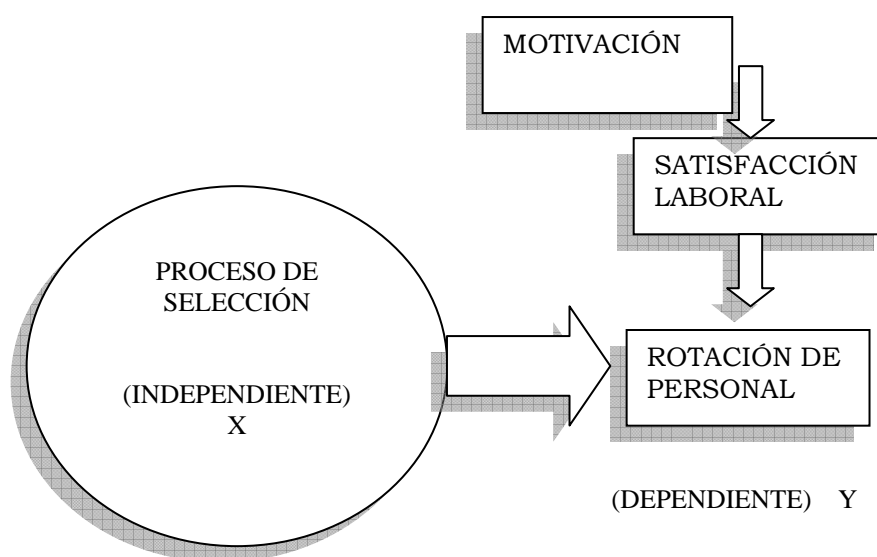 MOTIVACIÓN
SATISFACCIÓN
LABORAL
PROCESO DE
SELECCIÓN
(INDEPENDIENTE)
X
ROTACIÓN DE
PERSONAL
(DEPENDIENTE) Y